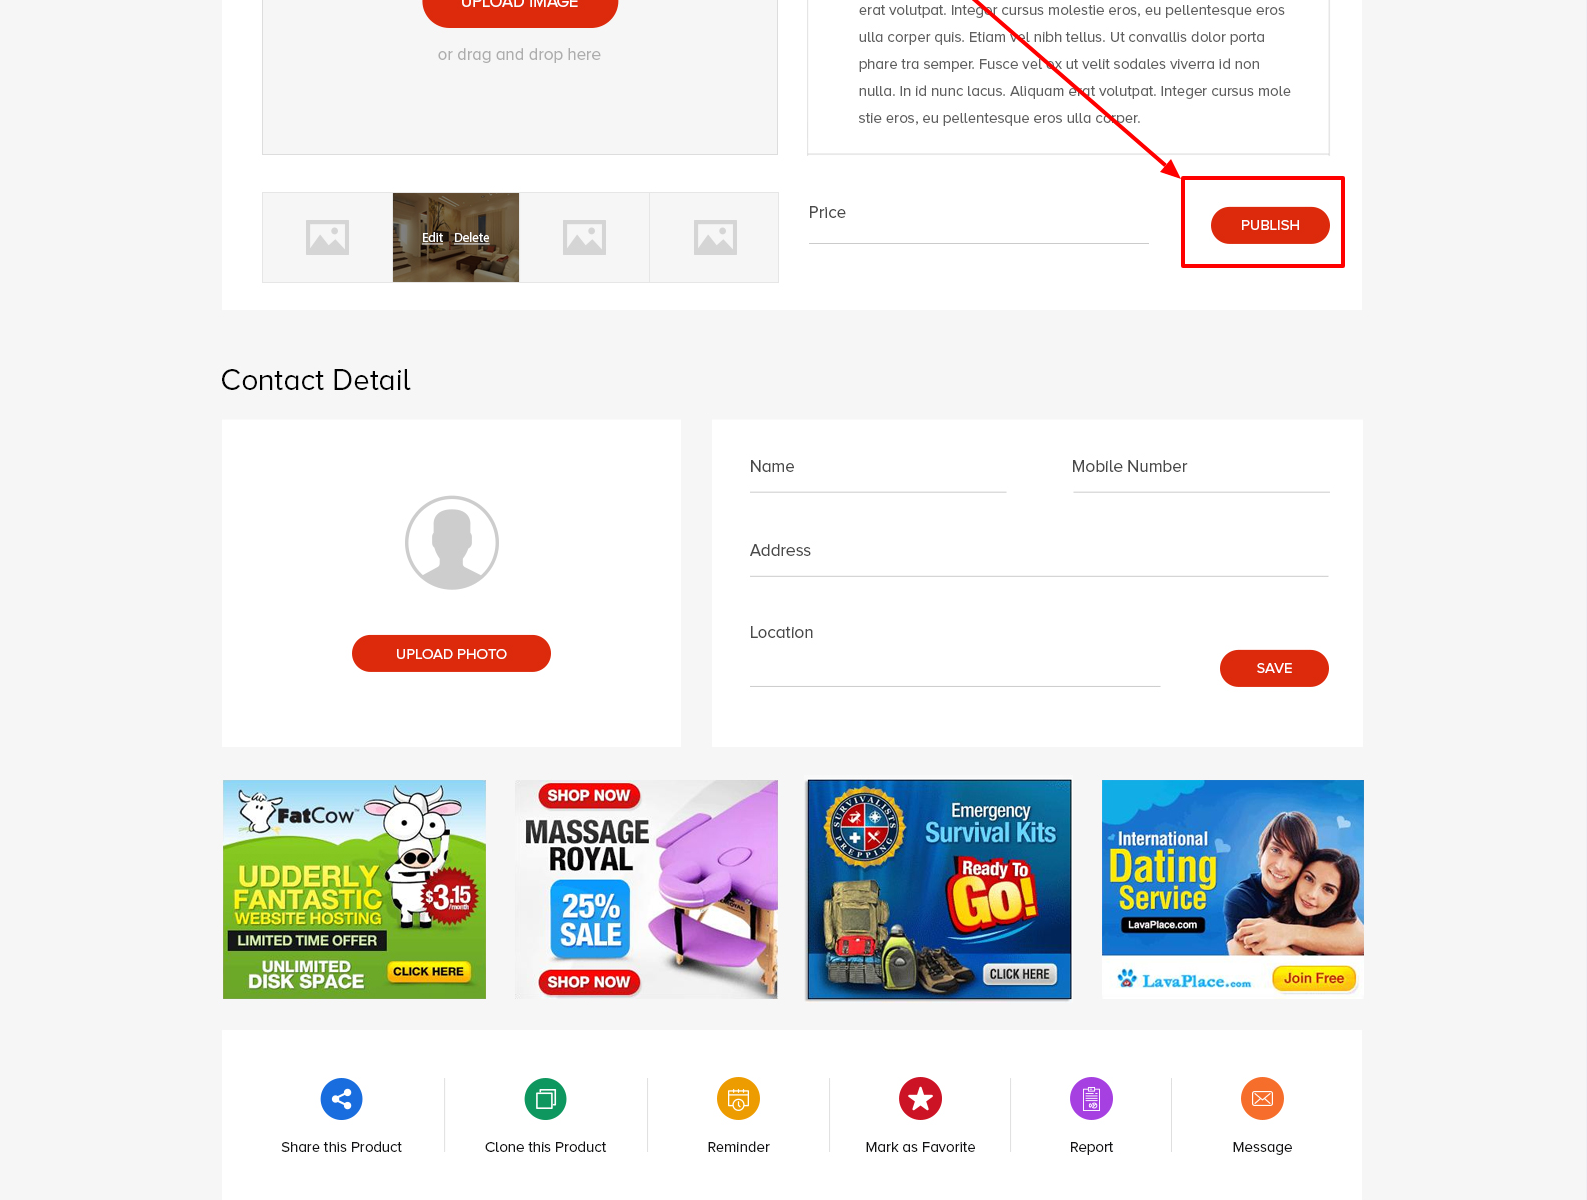 UPLOAD IMAGE
or drag and drop here
erat volutpat. Integer cursus molestie eros, eu pellentesque eros
ulla corper quis. Etiam vel nibh tellus. Ut convallis dolor porta
phare tra semper. Fusce vel ex ut velit sodales viverra id non
nulla. In id nunc lacus. Aliquam erat volutpat. Integer cursus mole
stie eros, eu pellentesque eros ulla corper.
Edit Delete
Price
PUBLISH
Contact Detail
UPLOAD PHOTO
Name
Mobile Number
Address
Location
SAVE
FatCow™
UDDERLY
FANTASTIC
WEBSITE HOSTING
$3.15
/month
LIMITED TIME OFFER
UNLIMITED
DISK SPACE
CLICK HERE
SHOP NOW
MASSAGE
ROYAL
25%
SALE
SHOP NOW
SURVIVALISTS
PREPPING
Emergency
Survival Kits
Ready To
Go!
CLICK HERE
International
Dating
Service
LavaPlace.com
LavaPlace.com
Join Free
Share this Product
Clone this Product
Reminder
Mark as Favorite
Report
Message